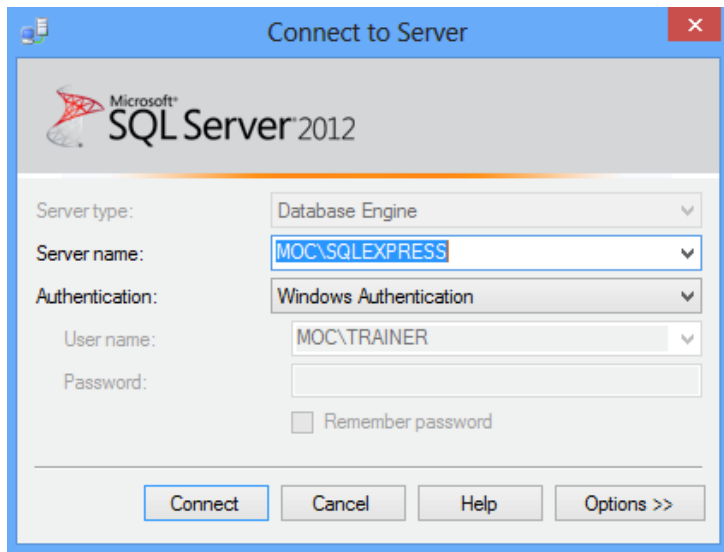 Connect to Server
Microsoft®
SQL Server® 2012
Server type: Database Engine
Server name: MOC\SQLEXPRESS
Authentication: Windows Authentication
User name: MOC\TRAINER
Password:
Remember password
Connect Cancel Help Options >>